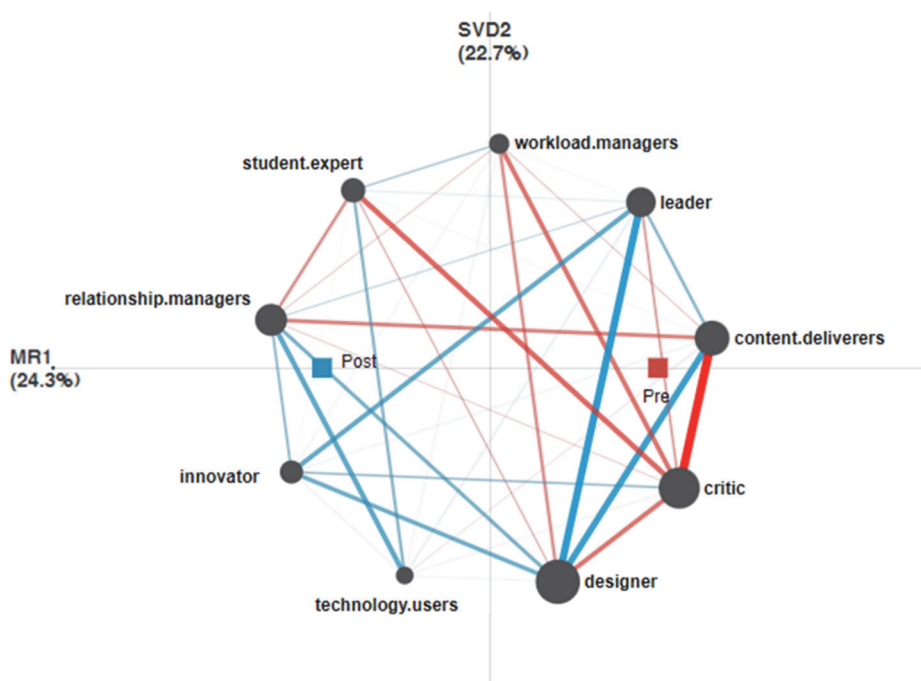 SVD2
(22.7%)
workload.managers
student.expert
leader
relationship.managers
content.deliverers
MR1.
(24.3%)
Post
Pre
innovator
critic
designer
technology.users